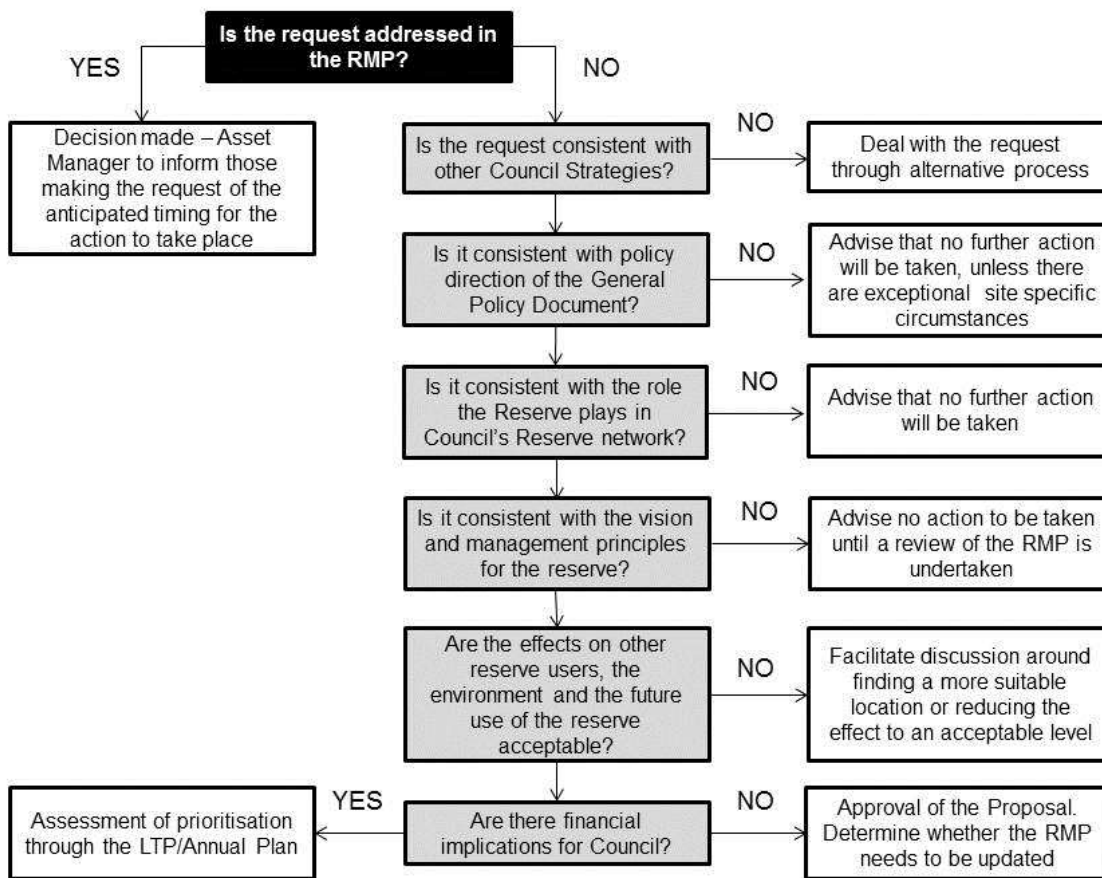 Is the request addressed in
the RMP?
YES
NO
Decision made – Asset
Manager to inform those
making the request of the
anticipated timing for the
action to take place
Is the request consistent with
other Council Strategies?
NO
Deal with the request
through alternative process
Is it consistent with policy
direction of the General
Policy Document?
NO
Advise that no further action
will be taken, unless there
are exceptional site specific
circumstances
Is it consistent with the role
the Reserve plays in
Council's Reserve network?
NO
Advise that no further action
will be taken
Is it consistent with the vision
and management principles
for the reserve?
NO
Advise no action to be taken
until a review of the RMP is
undertaken
Are the effects on other
reserve users, the
environment and the future
use of the reserve
acceptable?
NO
Facilitate discussion around
finding a more suitable
location or reducing the
effect to an acceptable level
Assessment of prioritisation
through the LTP/Annual Plan
YES
Are there financial
implications for Council?
NO
Approval of the Proposal.
Determine whether the RMP
needs to be updated